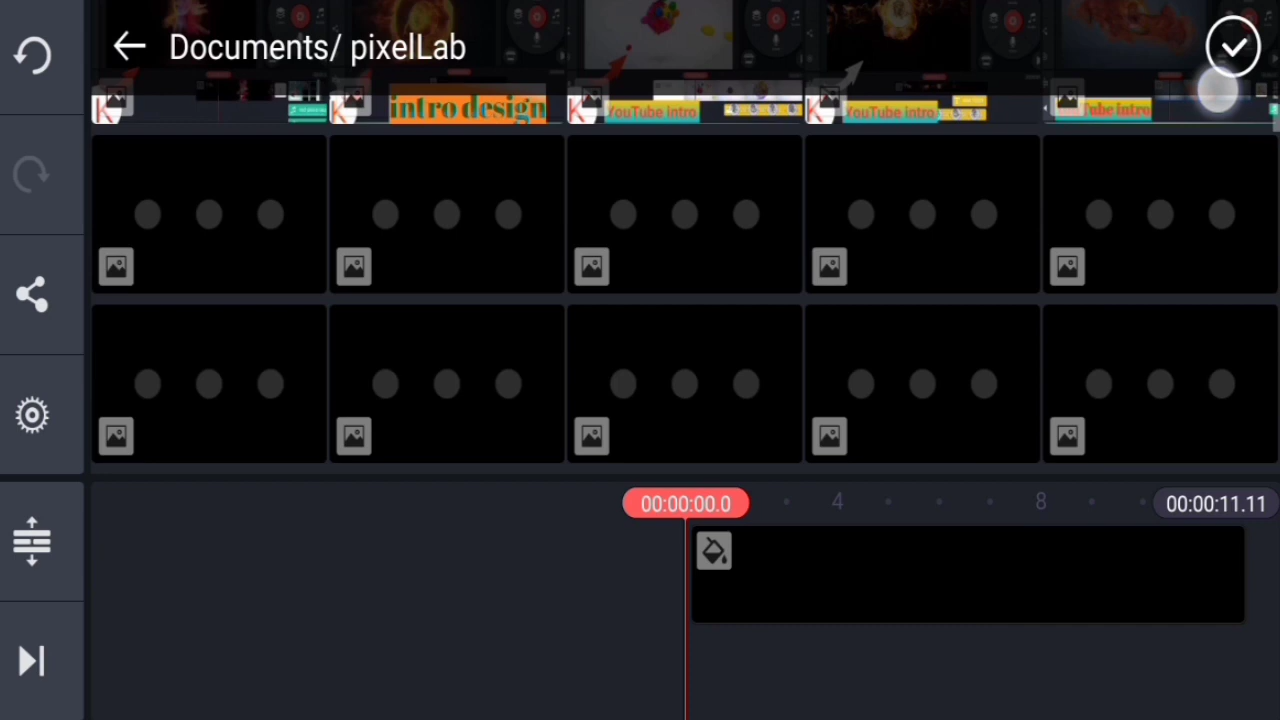 Documents/ pixelLab
intro design
YouTube intro
YouTube intro
Tube intro
00:00:00.0
4
8
00:00:11.11